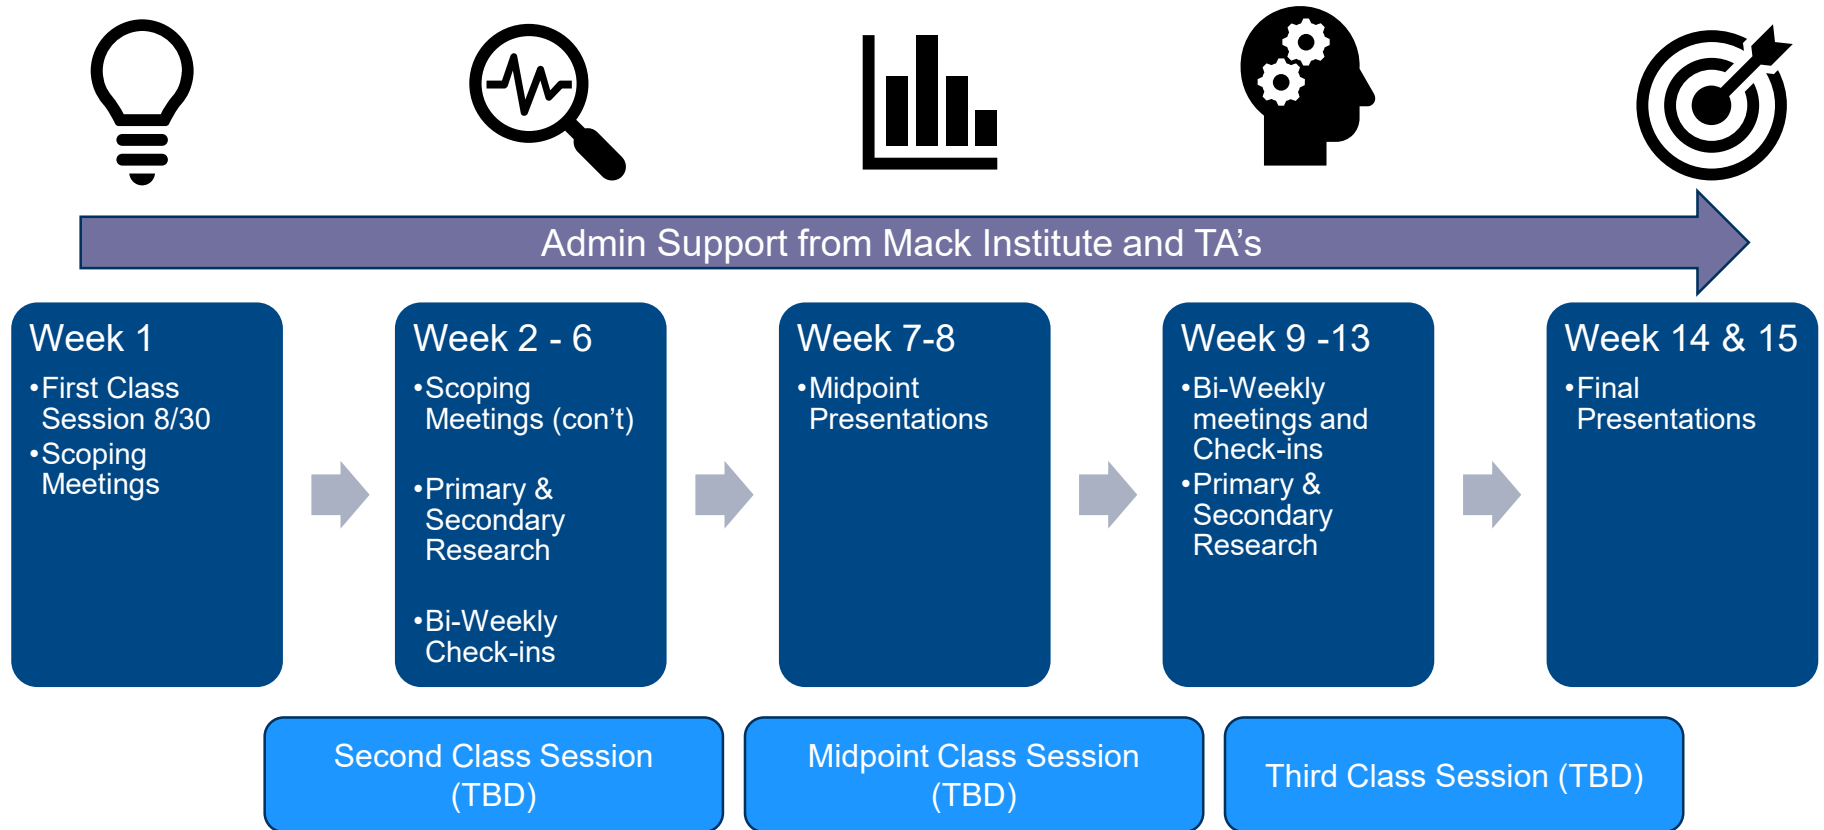 Admin Support from Mack Institute and TA's
Week 1
•First Class
Session 8/30
•Scoping
Meetings
Week 2 - 6
•Scoping
Meetings (con't)
•Primary &
Secondary
Research
•Bi-Weekly
Check-ins
Week 7-8
•Midpoint
Presentations
Week 9 -13
•Bi-Weekly
meetings and
Check-ins
•Primary &
Secondary
Research
Week 14 & 15
•Final
Presentations
Second Class Session
(TBD)
Midpoint Class Session
(TBD)
Third Class Session (TBD)